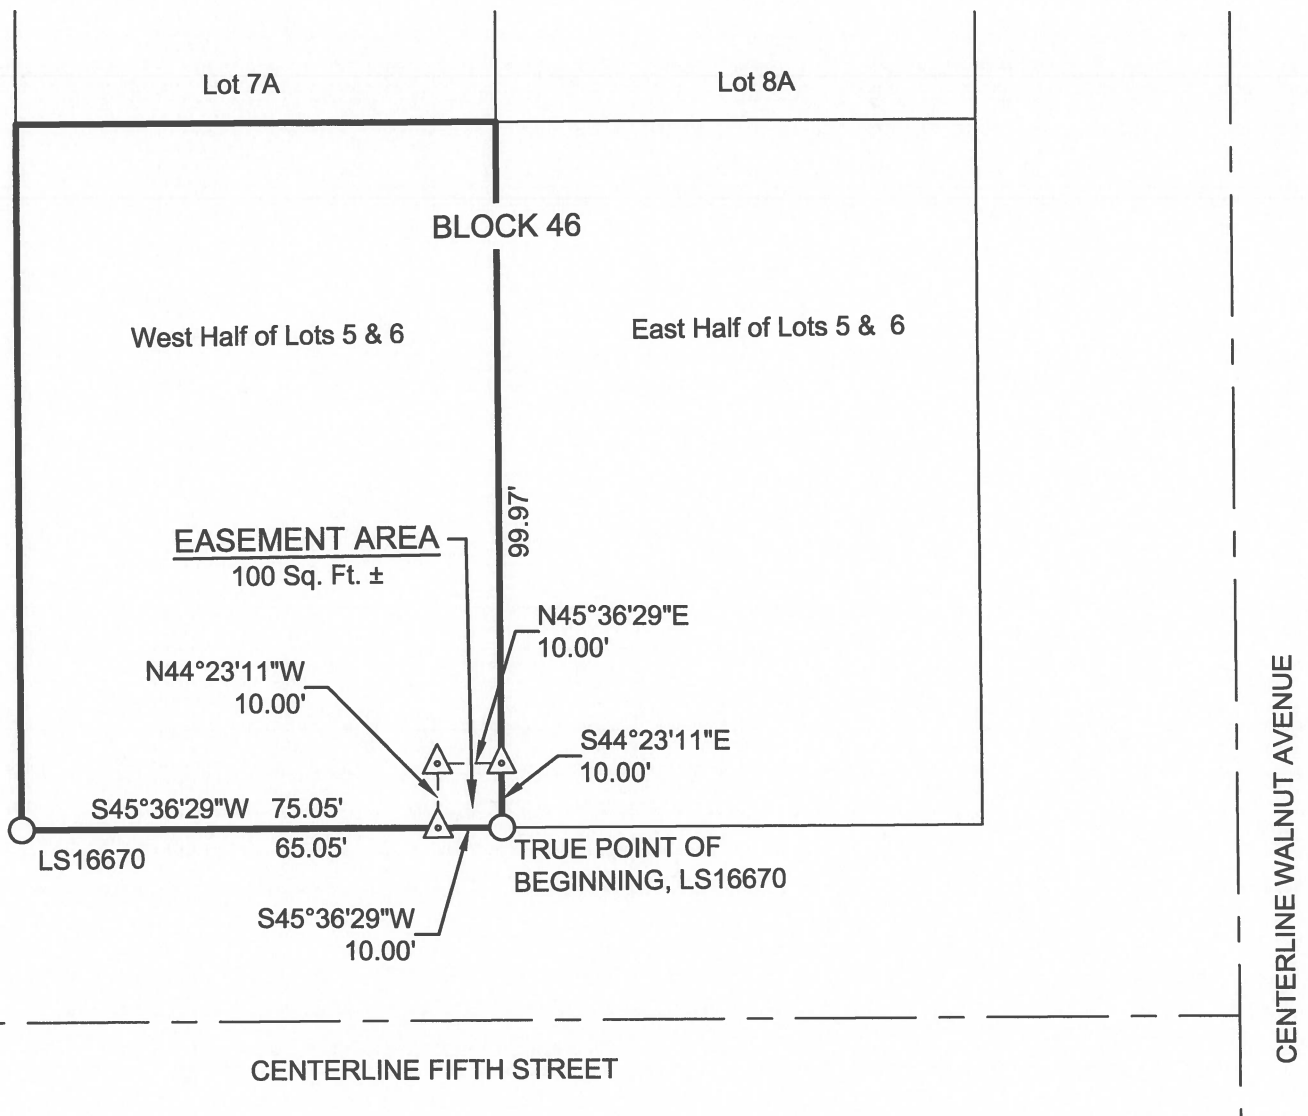 Lot 7A
Lot 8A
BLOCK 46
West Half of Lots 5 & 6
East Half of Lots 5 & 6
99.97'
EASEMENT AREA
100 Sq. Ft. ±
N45°36'29"E
10.00'
N44°23'11"W
10.00'
S44°23'11"E
10.00'
S45°36'29"W 75.05'
65.05'
LS16670
TRUE POINT OF
BEGINNING, LS16670
S45°36'29"W
10.00'
CENTERLINE FIFTH STREET
CENTERLINE WALNUT AVENUE